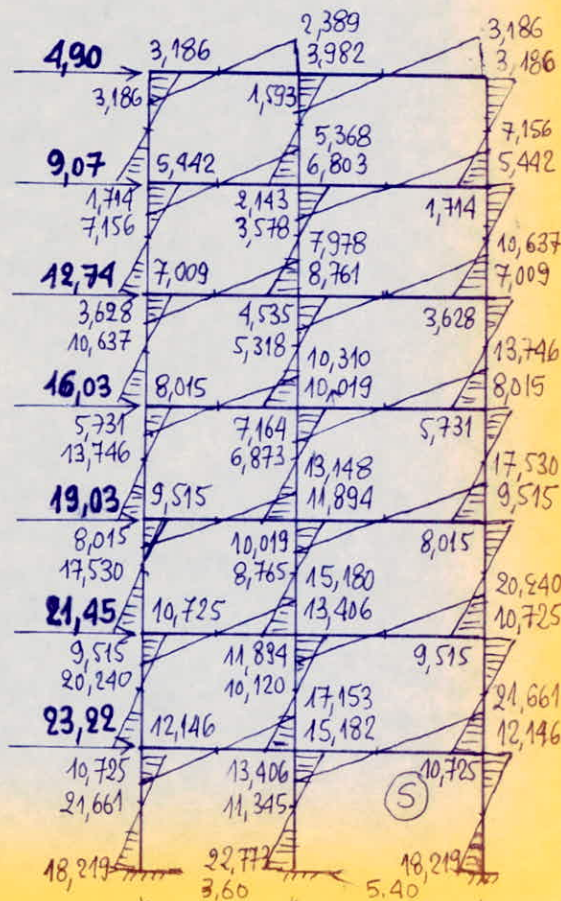 2,389
3,186
4,90 3,186 3,982 3,186
3,186 1,593
5,368 7,156
9,07 5,442 6,803 5,442
1,714 2,143 1,714
7,156 3,578
7,978 10,637
12,74 7,009 8,761 7,009
3,628 4,535 3,628
10,637 5,318
10,310 13,746
16,03 8,015 10,019 8,015
5,731 7,164 5,731
13,746 6,873
13,148 17,530
19,03 9,515 11,894 9,515
8,015 10,019 8,015
17,530 8,765
15,180 20,240
21,45 10,725 13,406 10,725
9,515 11,894 9,515
20,240 10,120
17,153 21,661
23,22 12,146 15,182 12,146
10,725 13,406 10,725
21,661 11,345
S
18,219 22,773 18,219
3,60 5.40